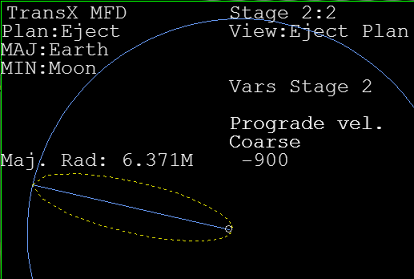 TransX MFD
Stage 2:2
Plan:Eject
View:Eject Plan
MAJ:Earth
MIN:Moon
Vars Stage 2
Prograde vel.
Coarse
Maj. Rad: 6.371M
-900